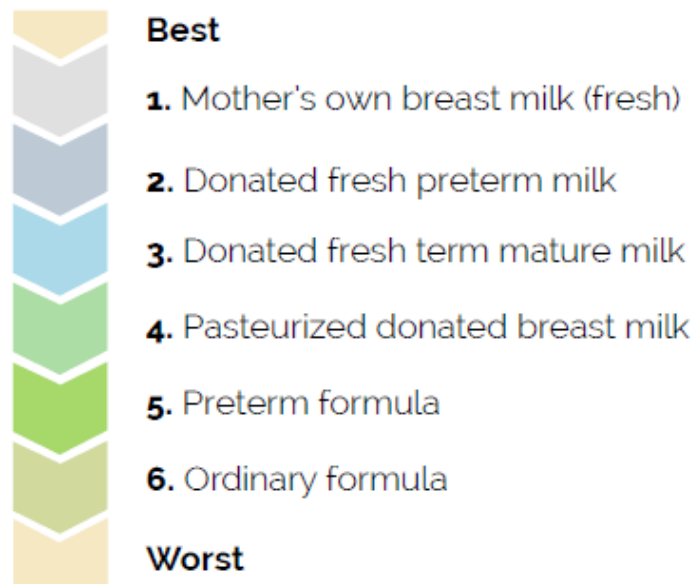 Best
1. Mother's own breast milk (fresh)
2. Donated fresh preterm milk
3. Donated fresh term mature milk
4. Pasteurized donated breast milk
5. Preterm formula
6. Ordinary formula
Worst